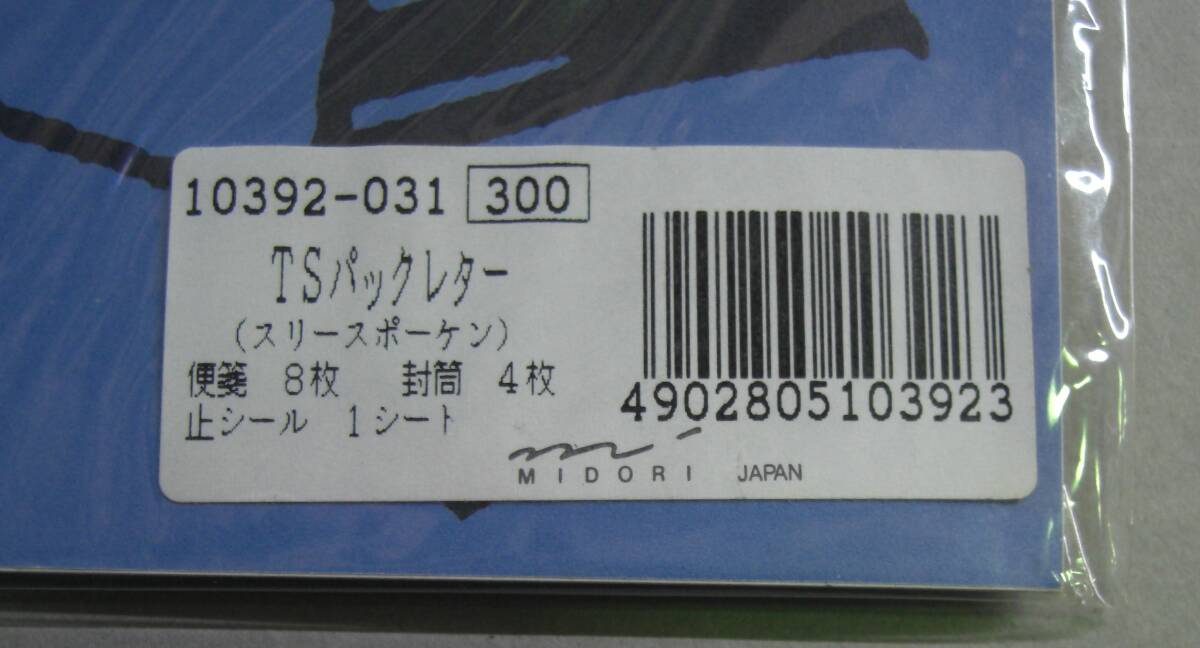 10392-031 300
TSパックレター
(スリースポーケン)
便箋 8枚 封筒 4枚
止シール 1シート
4902805103923
MIDORI JAPAN